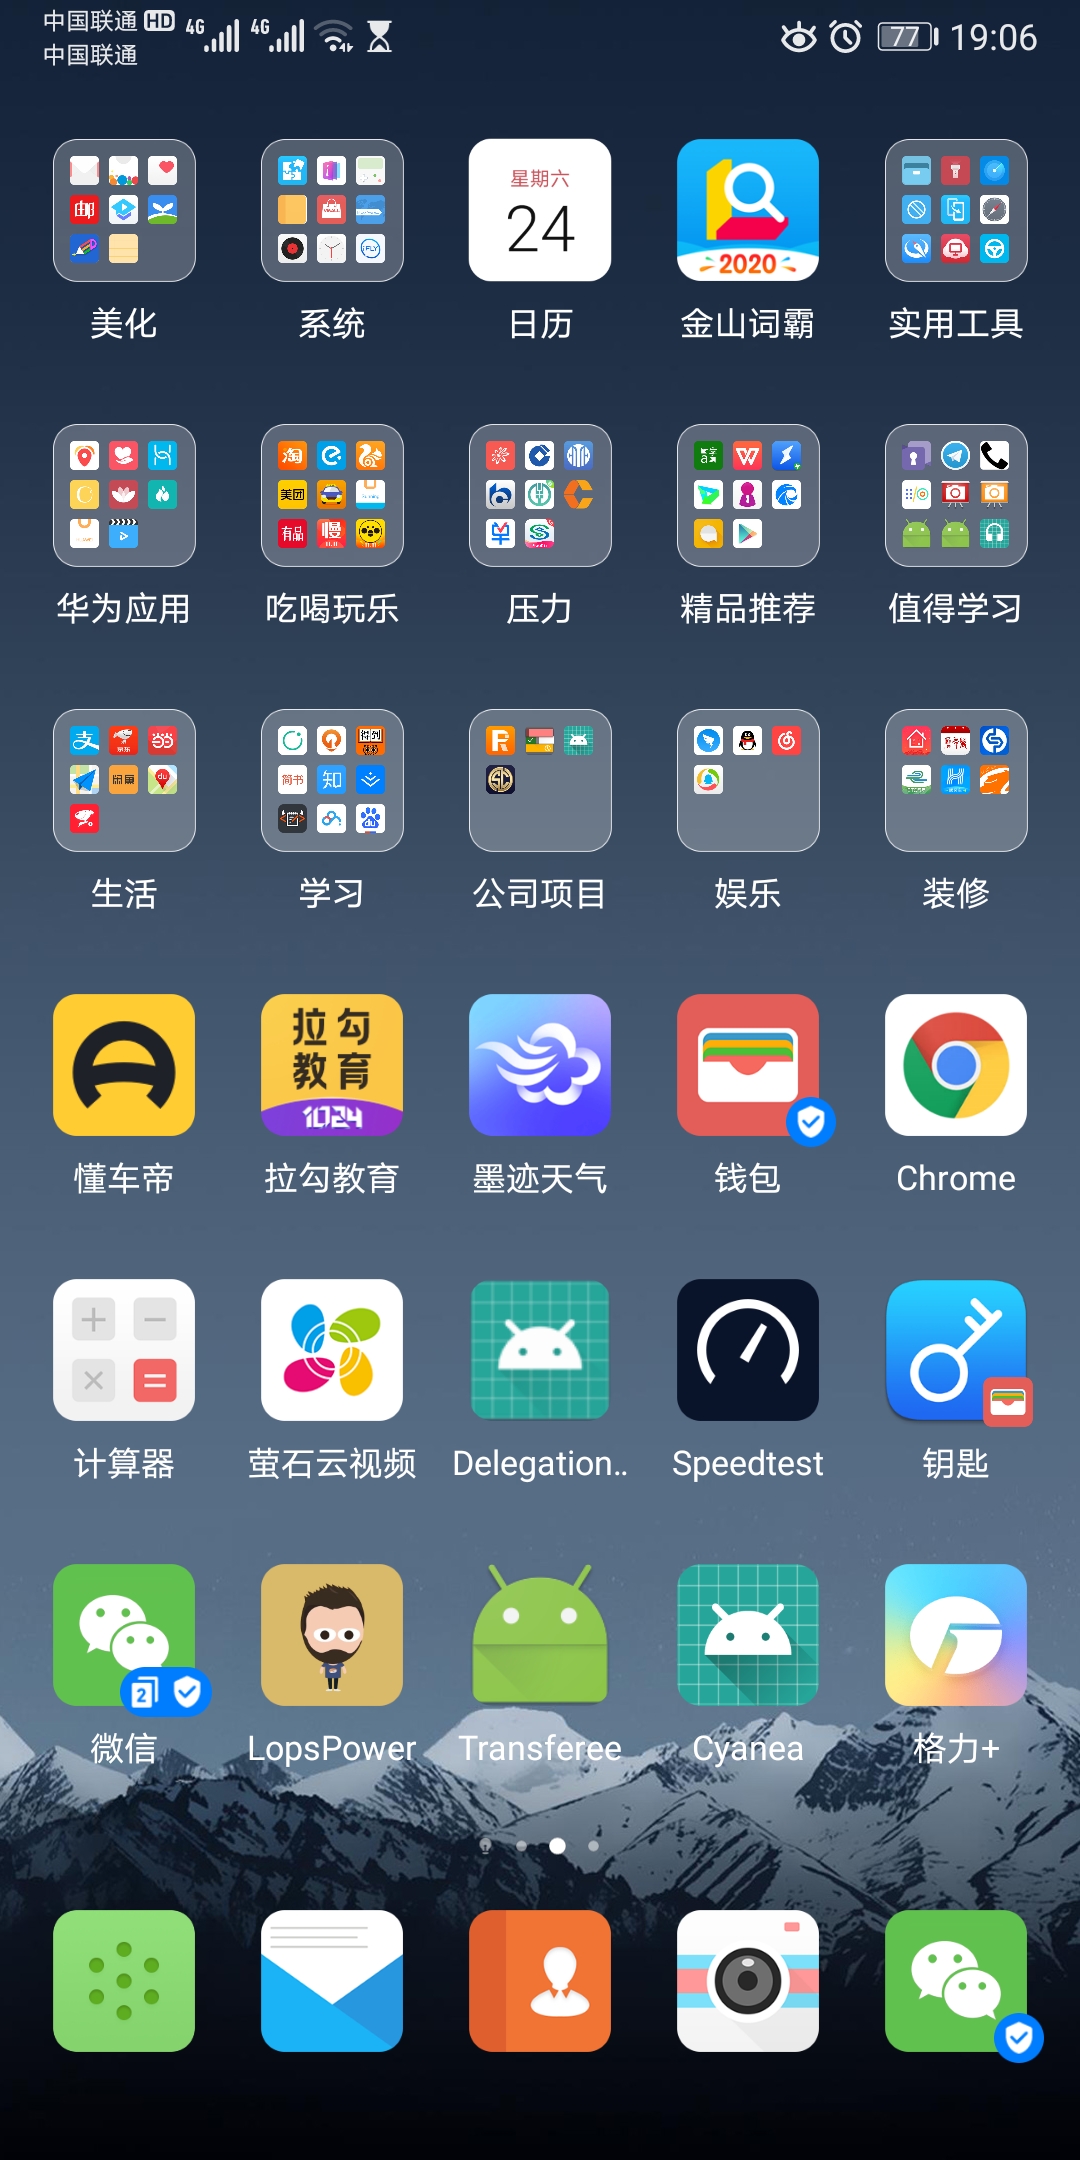 中国联通 HD 4G 4G 77 19:06
中国联通
星期六
24
2020
美化 系统 日历 金山词霸 实用工具
华为应用 吃喝玩乐 压力 精品推荐 值得学习
生活 学习 公司项目 娱乐 装修
拉勾
教育
1024
懂车帝 拉勾教育 墨迹天气 钱包 Chrome
计算器 萤石云视频 Delegation.. Speedtest 钥匙
2
微信 LopsPower Transferee Cyanea 格力+